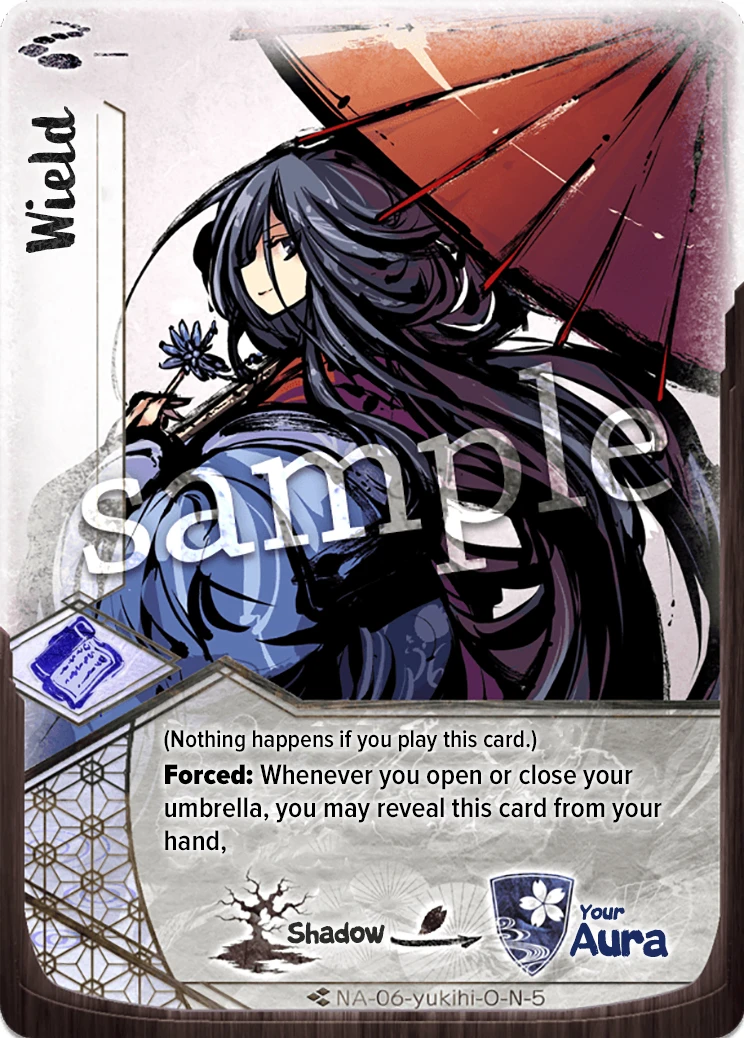 Wield
sample
(Nothing happens if you play this card.)
Forced: Whenever you open or close your
umbrella, you may reveal this card from your
hand,
Shadow
Your
Aura
NA-06-yukihi-O-N-5